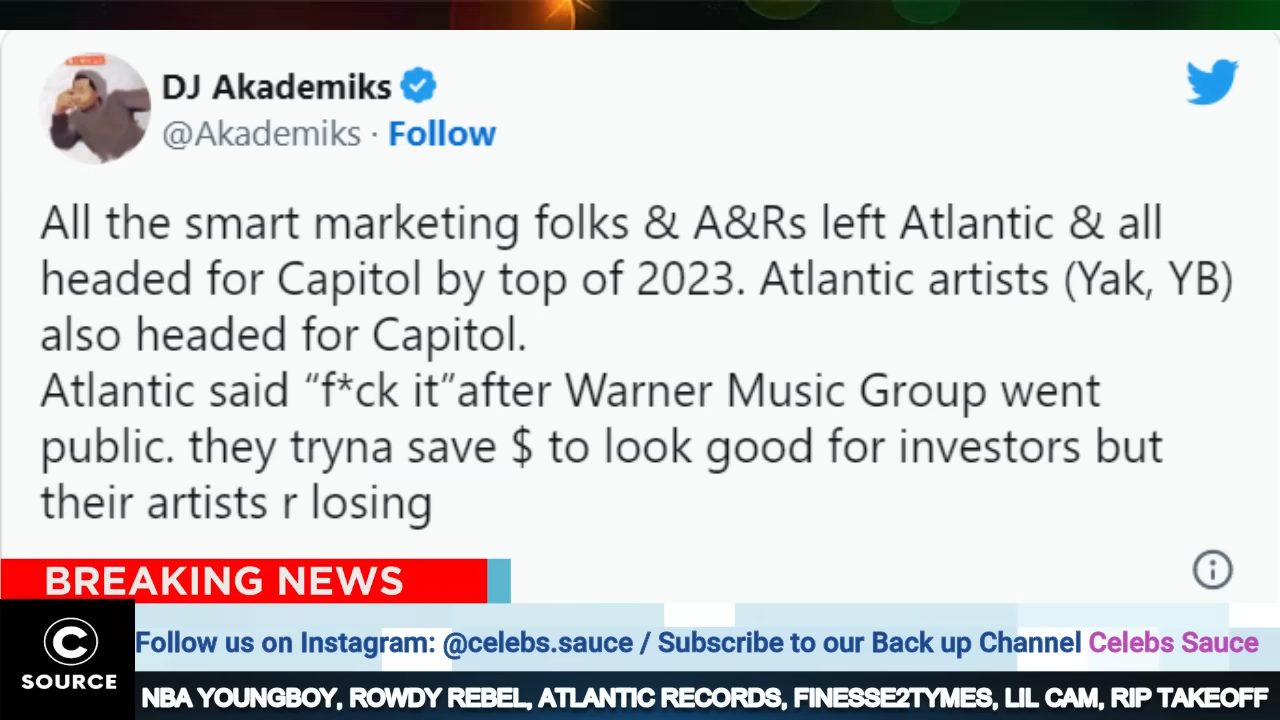 DJ Akademiks
@Akademiks · Follow
All the smart marketing folks & A&Rs left Atlantic & all
headed for Capitol by top of 2023. Atlantic artists (Yak, YB)
also headed for Capitol.
Atlantic said “f*ck it”after Warner Music Group went
public. they tryna save $ to look good for investors but
their artists r losing
BREAKING NEWS
C
SOURCE
Follow us on Instagram: @celebs.sauce / Subscribe to our Back up Channel Celebs Sauce
NBA YOUNGBOY, ROWDY REBEL, ATLANTIC RECORDS, FINESSE2TYMES, LIL CAM, RIP TAKEOFF